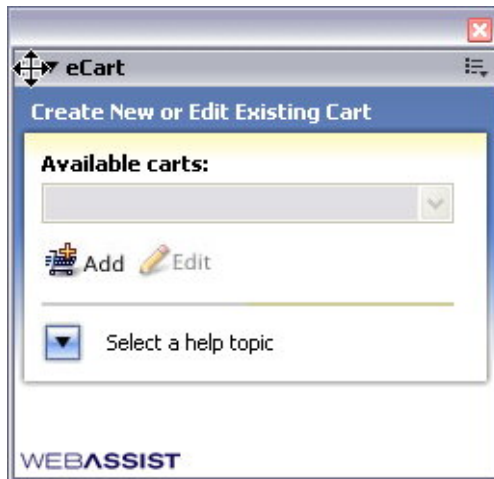 eCart
Create New or Edit Existing Cart
Available carts:
Add Edit
Select a help topic
WEBASSIST